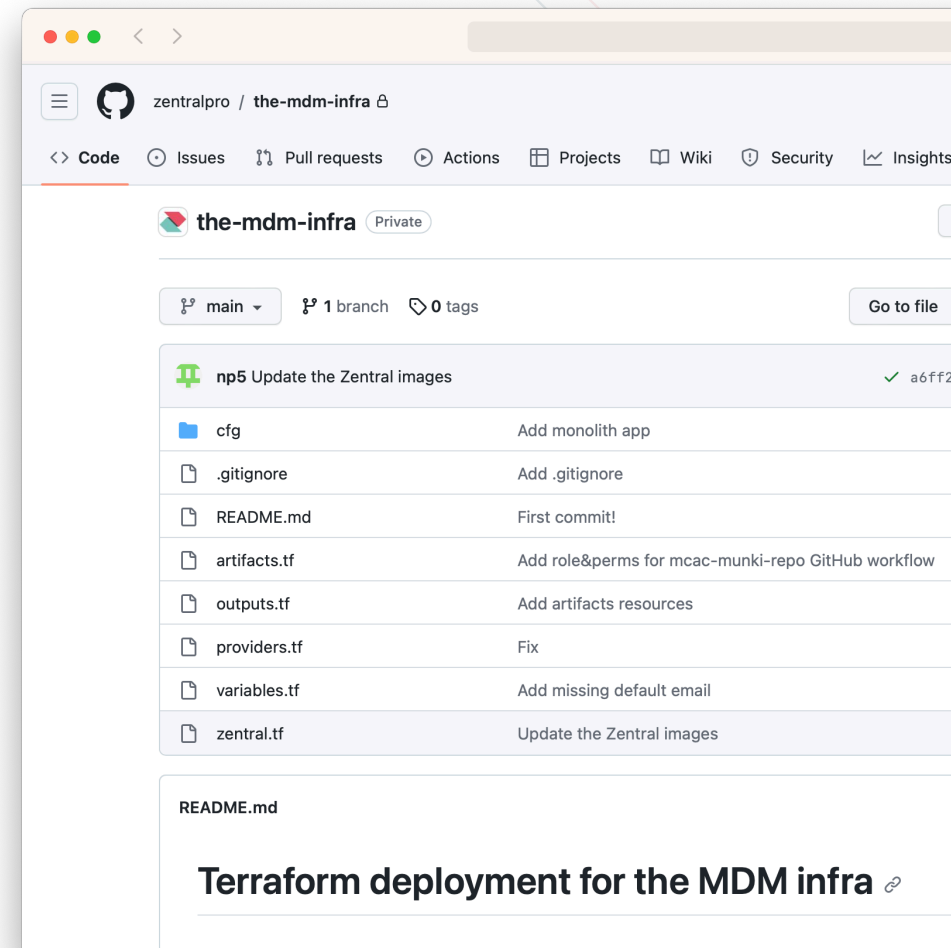 zentralpro / the-mdm-infra
Code Issues Pull requests Actions Projects Wiki Security Insights
the-mdm-infra Private
main 1 branch 0 tags Go to file
np5 Update the Zentral images a6ff2
cfg Add monolith app
.gitignore Add .gitignore
README.md First commit!
artifacts.tf Add role&perms for mcac-munki-repo GitHub workflow
outputs.tf Add artifacts resources
providers.tf Fix
variables.tf Add missing default email
zentral.tf Update the Zentral images
README.md
Terraform deployment for the MDM infra